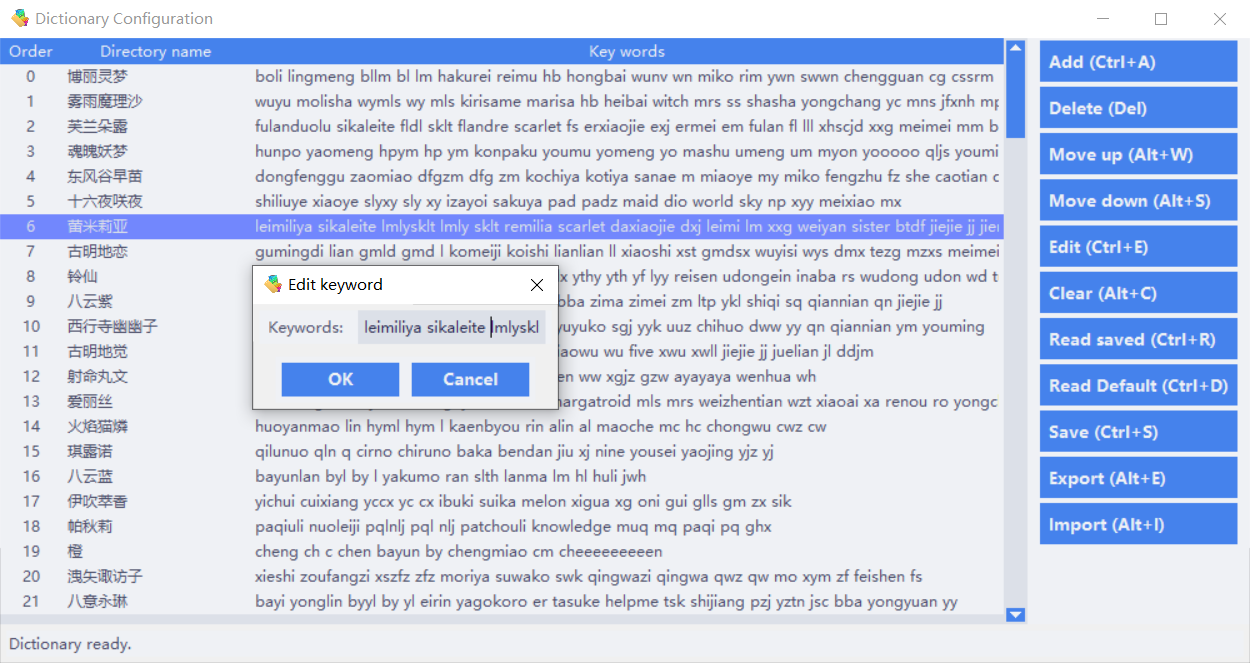 Dictionary Configuration
Order Directory name Key words
0 博丽灵梦 boli lingmeng bllm bl lm hakurei reimu hb hongbai wunv wn miko rim ywn swwn chengguan cg cssrm
1 雾雨魔理沙 wuyu molisha wymls wy mls kirisame marisa hb heibai witch mrs ss shasha yongchang yc mns jfxnh mp
2 芙兰朵露 fulanduolu sikaleite fldl sklt flandre scarlet fs erxiaojie exj ermei em fulan fl lll xhscjd xxg meimei mm b
3 魂魄妖梦 hunpo yaomeng hpym hp ym konpaku youmu yomeng yo mashu umeng um myon yooooo qljs youmi
4 东风谷早苗 dongfenggu zaomiao dfgzm dfg zm kochiya kotiya sanae m miaoye my miko fengzhu fz she caotian c
5 十六夜咲夜 shiliuye xiaoye slyxy sly xy izayoi sakuya pad padz maid dio world sky np xyy meixiao mx
6 蕾米莉亚 leimiliya sikaleite lmlysklt lmly sklt remilia scarlet daxiaojie dxj leimi lm xxg weiyan sister btdf jiejie jj jier
7 古明地恋 gumingdi lian gmld gmd l komeiji koishi lianlian ll xiaoshi xst gmdsx wuyisi wys dmx tezg mzxs meimei
8 铃仙 x ythy yth yf lyy reisen udongein inaba rs wudong udon wd t
9 八云紫 bba zima zimei zm ltp ykl shiqi sq qiannian qn jiejie jj
10 西行寺幽幽子 yuyuko sgj yyk uuz chihuo dww yy qn qiannian ym youming
11 古明地觉 aowu wu five xwu xwll jiejie jj juelian jl ddjm
12 射命丸文 en ww xgjz gzw ayayaya wenhua wh
13 爱丽丝 margatroid mls mrs weizhentian wzt xiaoai xa renou ro yongc
14 火焰猫燐 huoyanmao lin hyml hym l kaenbyou rin alin al maoche mc hc chongwu cwz cw
15 琪露诺 qilunuo qln q cirno chiruno baka bendan jiu xj nine yousei yaojing yjz yj
16 八云蓝 bayunlan byl by l yakumo ran slth lanma lm hl huli jwh
17 伊吹萃香 yichui cuixiang yccx yc cx ibuki suika melon xigua xg oni gui glls gm zx sik
18 帕秋莉 paqiuli nuoleiji pqlnlj pql nlj patchouli knowledge muq mq paqi pq ghx
19 橙 cheng ch c chen bayun by chengmiao cm cheeeeeeeeen
20 洩矢诹访子 xieshi zoufangzi xszfz zfz moriya suwako swk qingwazi qingwa qwz qw mo xym zf feishen fs
21 八意永琳 bayi yonglin byyl by yl eirin yagokoro er tasuke helpme tsk shijiang pzj yztn jsc bba yongyuan yy
Edit keyword
Keywords: leimiliya sikaleite lmlyskl
OK Cancel
Add (Ctrl+A)
Delete (Del)
Move up (Alt+W)
Move down (Alt+S)
Edit (Ctrl+E)
Clear (Alt+C)
Read saved (Ctrl+R)
Read Default (Ctrl+D)
Save (Ctrl+S)
Export (Alt+E)
Import (Alt+I)
Dictionary ready.